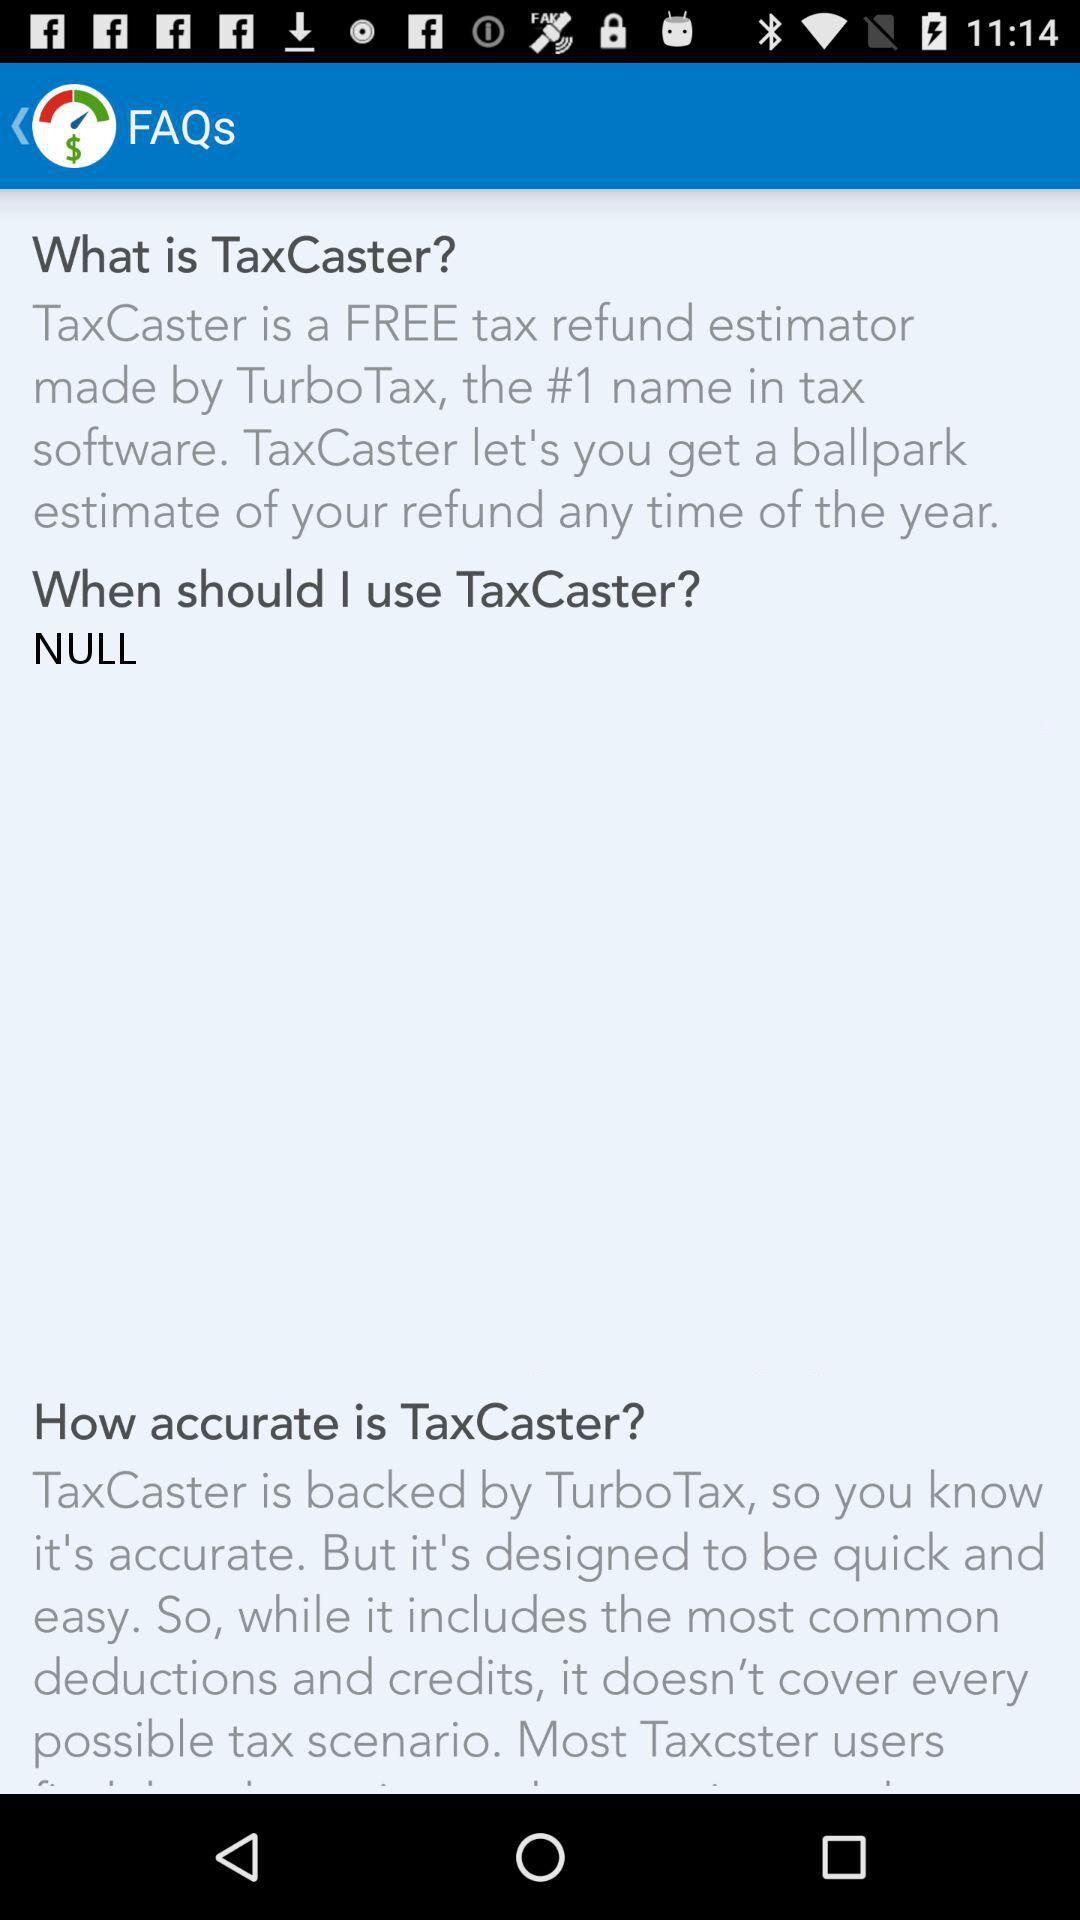 FAKE
11:14
FAQs
What is TaxCaster?
TaxCaster is a FREE tax refund estimator
made by TurboTax, the #1 name in tax
software. TaxCaster let's you get a ballpark
estimate of your refund any time of the year.
When should I use TaxCaster?
NULL
How accurate is TaxCaster?
TaxCaster is backed by TurboTax, so you know
it's accurate. But it's designed to be quick and
easy. So, while it includes the most common
deductions and credits, it doesn’t cover every
possible tax scenario. Most Taxcster users